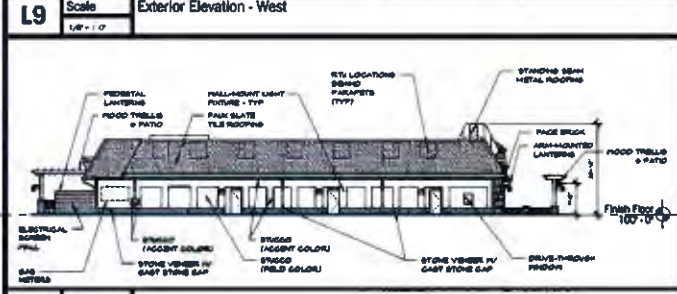 L9
Scale
Exterior Elevation - West
1/8" = 1'-0"
RTU LOCATIONS
BEHIND
PARAPETS
(TYP)
STANDING SEAM
METAL ROOFING
PEDESTAL
LANTERNS
WOOD TRELLIS
@ PATIO
WALL-MOUNT LIGHT
FIXTURE - TYP
FAUX SLATE
TILE ROOFING
FACE BRICK
ARM-MOUNTED
LANTERNS
WOOD TRELLIS
@ PATIO
Finish Floor
100'-0"
ELECTRICAL
SCREEN
WALL
GAS
METERS
STUCCO
(ACCENT COLOR)
STONE VENEER W/
CAST STONE CAP
STUCCO
(ACCENT COLOR)
STUCCO
(FIELD COLOR)
STONE VENEER W/
CAST STONE CAP
DRIVE-THROUGH
WINDOW